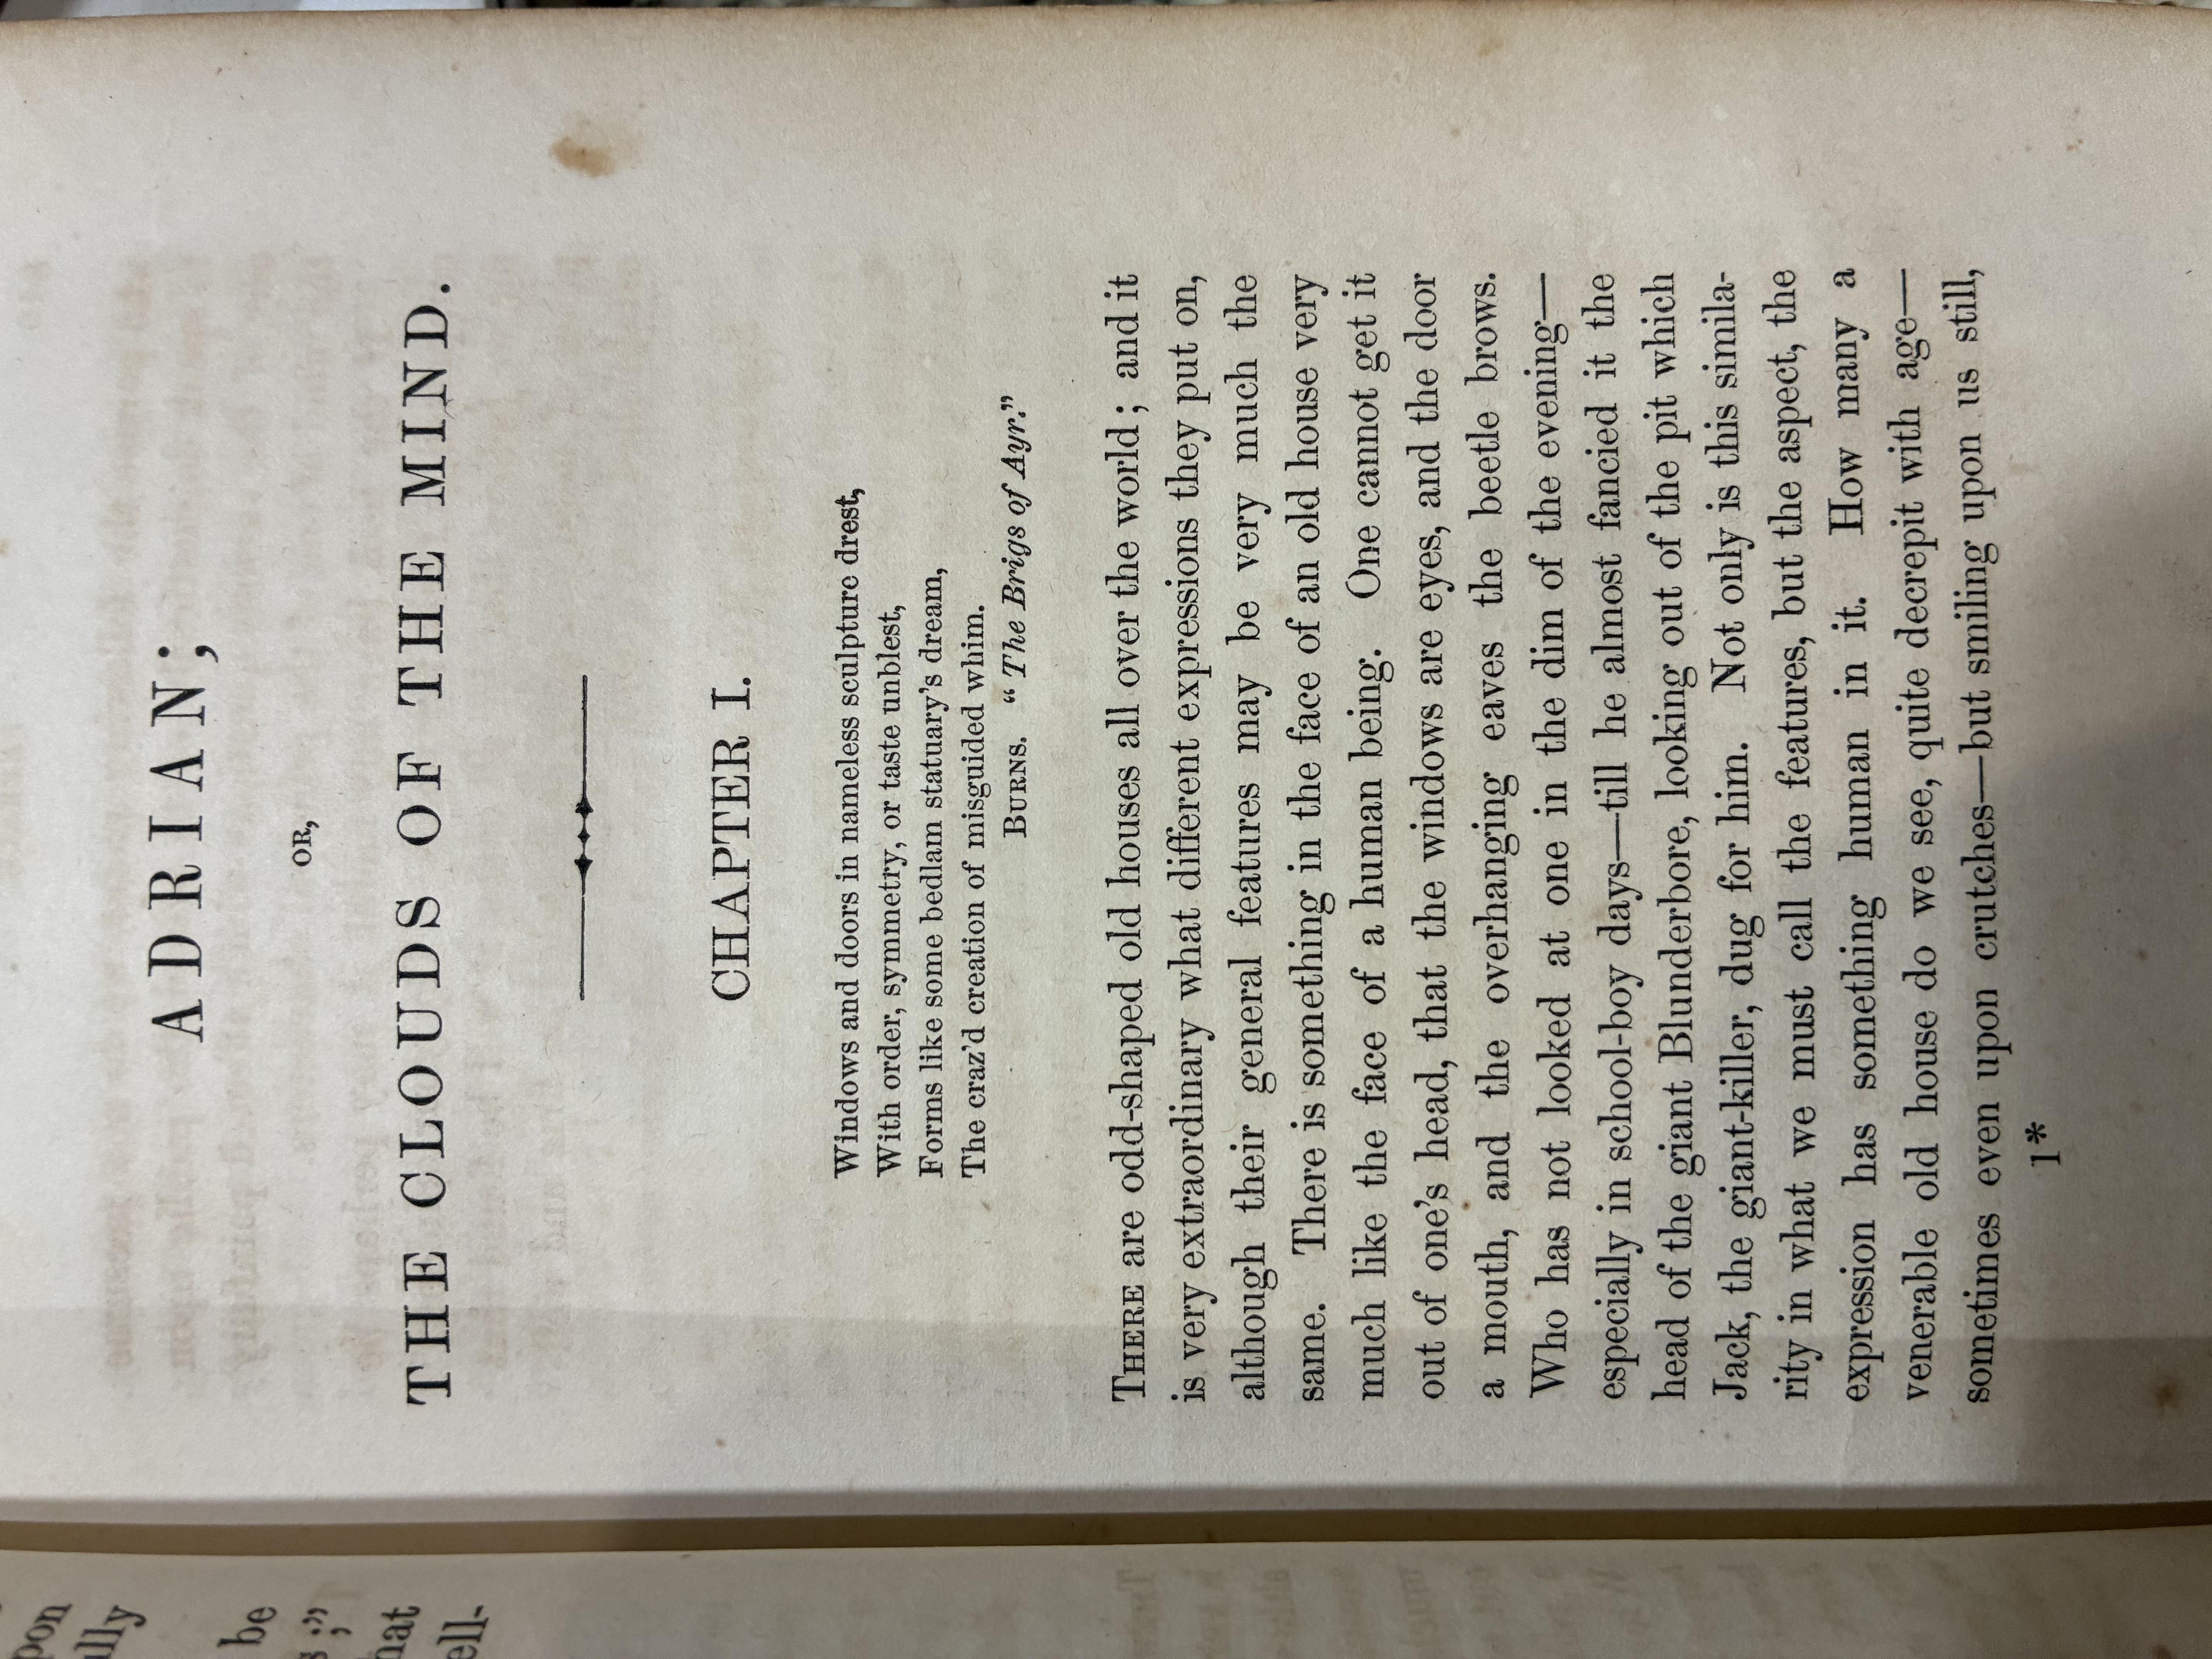 pon
ully
be
s;”
hat
ell-
ADRIAN;
OR,
THE CLOUDS OF THE MIND.
CHAPTER I.
Windows and doors in nameless sculpture drest,
With order, symmetry, or taste unblest,
Forms like some bedlam statuary’s dream,
The craz’d creation of misguided whim.
BURNS. “The Brigs of Ayr.”
THERE are odd-shaped old houses all over the world; and it
is very extraordinary what different expressions they put on,
although their general features may be very much the
same. There is something in the face of an old house very
much like the face of a human being. One cannot get it
out of one’s head, that the windows are eyes, and the door
a mouth, and the overhanging eaves the beetle brows.
Who has not looked at one in the dim of the evening—
especially in school-boy days—till he almost fancied it the
head of the giant Blunderbore, looking out of the pit which
Jack, the giant-killer, dug for him. Not only is this simila-
rity in what we must call the features, but the aspect, the
expression has something human in it. How many a
venerable old house do we see, quite decrepit with age—
sometimes even upon crutches—but smiling upon us still,
1*